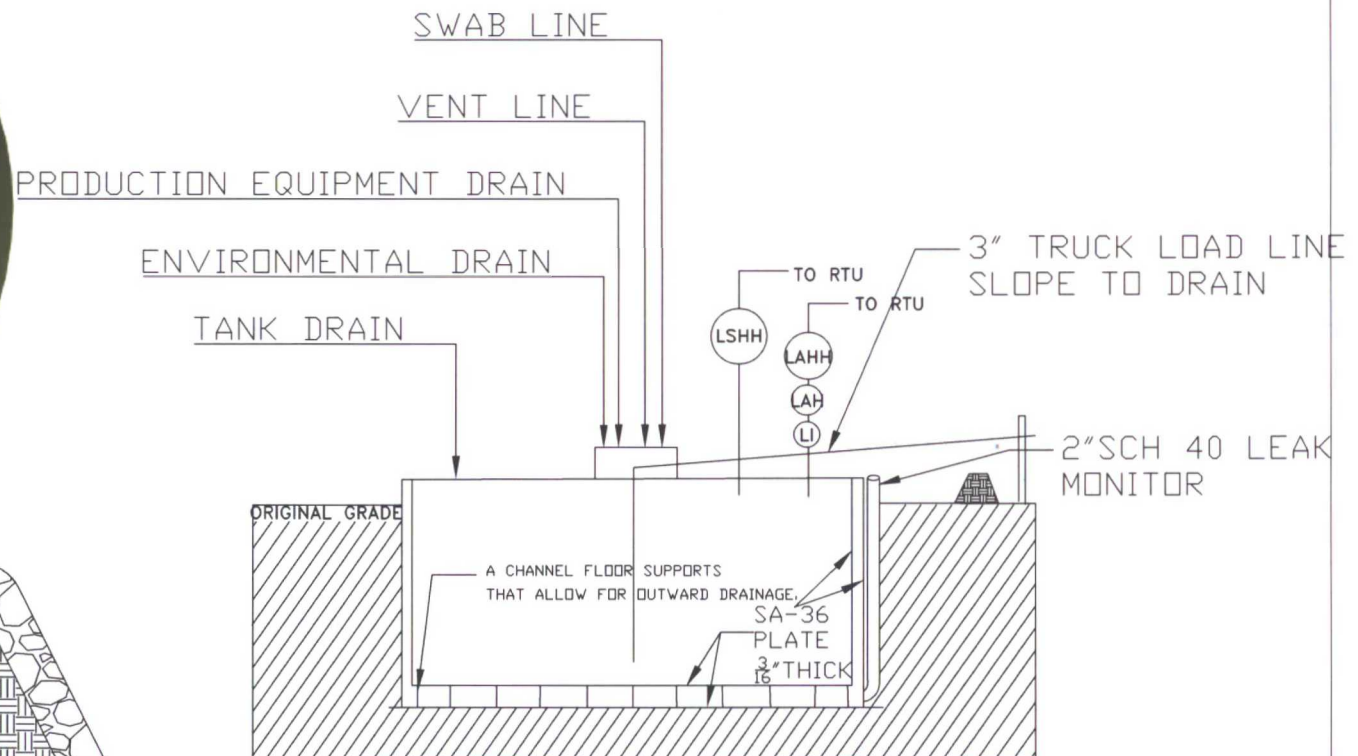 SWAB LINE
VENT LINE
PRODUCTION EQUIPMENT DRAIN
ENVIRONMENTAL DRAIN
TANK DRAIN
TO RTU
TO RTU
3" TRUCK LOAD LINE
SLOPE TO DRAIN
LSHH
LAHH
LAH
LI
2"SCH 40 LEAK
MONITOR
ORIGINAL GRADE
A CHANNEL FLOOR SUPPORTS
THAT ALLOW FOR OUTWARD DRAINAGE.
SA-36
PLATE
3/16"THICK